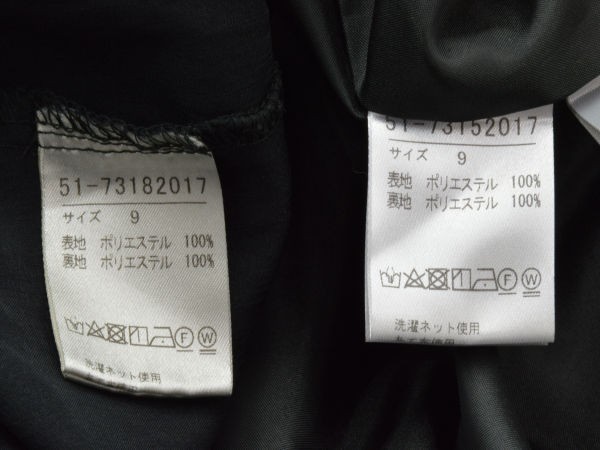 51-73182017
サイズ 9
表地 ポリエステル 100%
裏地 ポリエステル 100%
F W
洗濯ネット使用
51-73152017
サイズ 9
表地 ポリエステル 100%
裏地 ポリエステル 100%
F W
洗濯ネット使用